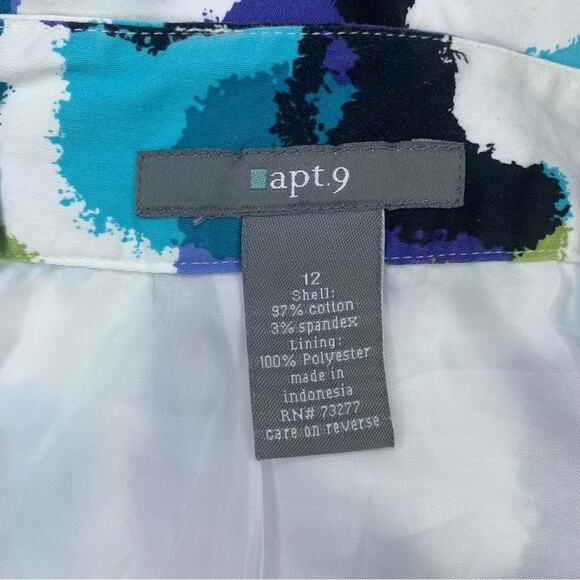 apt.9
12
Shell:
97% cotton
3% spandex
Lining:
100% Polyester
made in
indonesia
RN# 73277
care on reverse